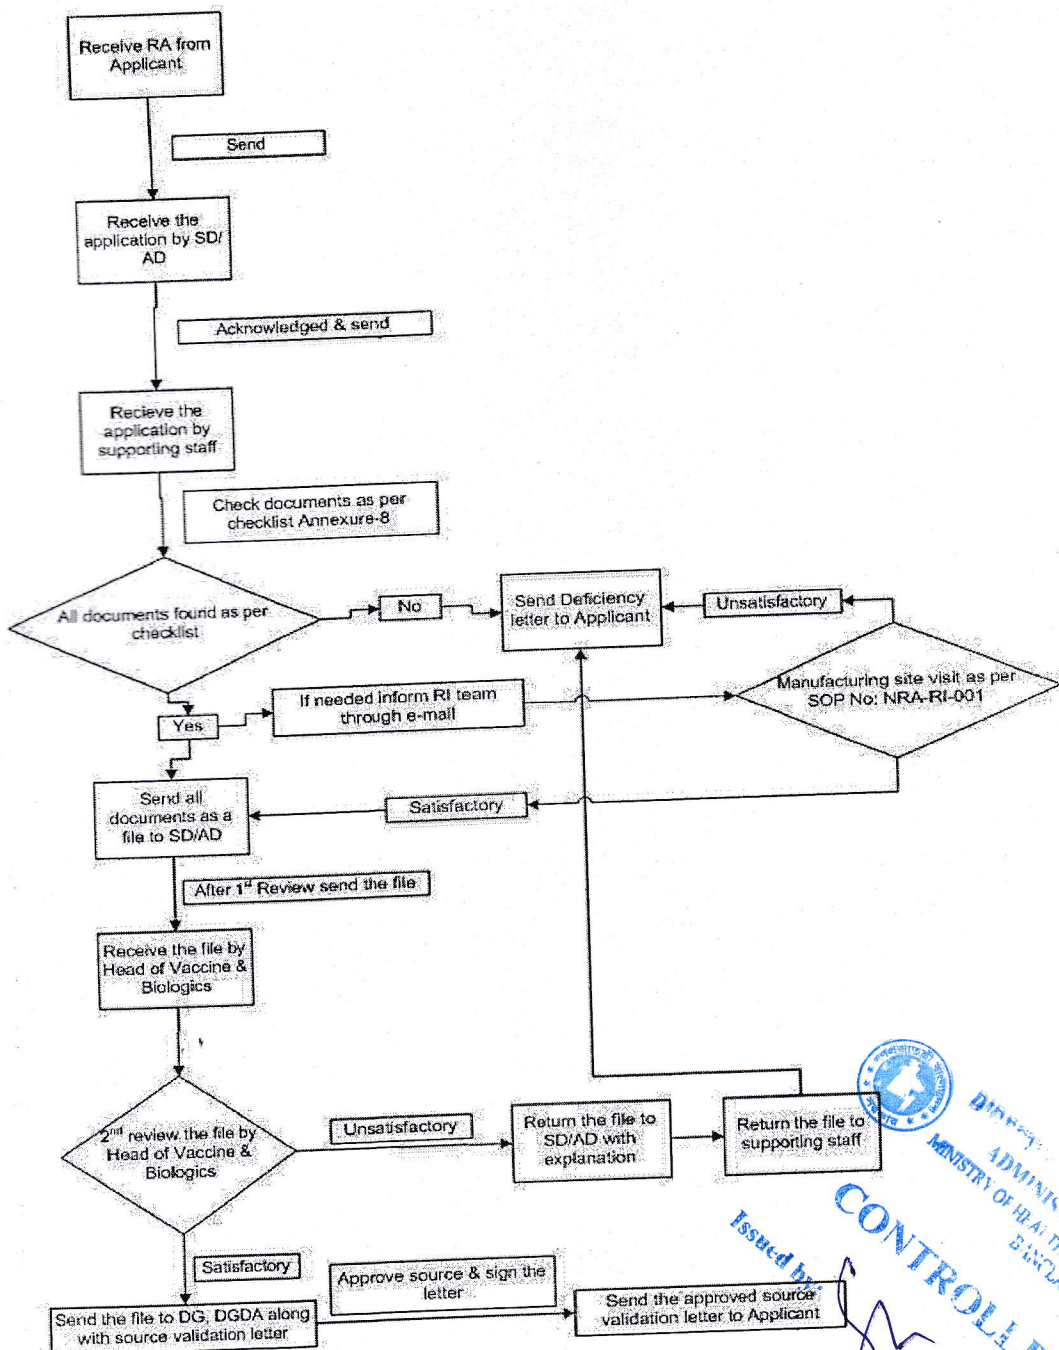 Receive RA from
Applicant
Send
Receive the
application by SD/
AD
Acknowledged & send
Recieve the
application by
supporting staff
Check documents as per
checklist Annexure-8
All documents found as per
checklist
No
Send Deficiency
letter to Applicant
Unsatisfactory
Manufacturing site visit as per
SOP No: NRA-RI-001
If needed inform RI team
through e-mail
Yes
Send all
documents as a
file to SD/AD
Satisfactory
After 1st Review send the file
Receive the file by
Head of Vaccine &
Biologics
2nd review the file by
Head of Vaccine &
Biologics
Unsatisfactory
Return the file to
SD/AD with
explanation
Return the file to
supporting staff
Satisfactory
Send the file to DG, DGDA along
with source validation letter
Approve source & sign the
letter
Send the approved source
validation letter to Applicant
MINISTRY OF
Issued by: